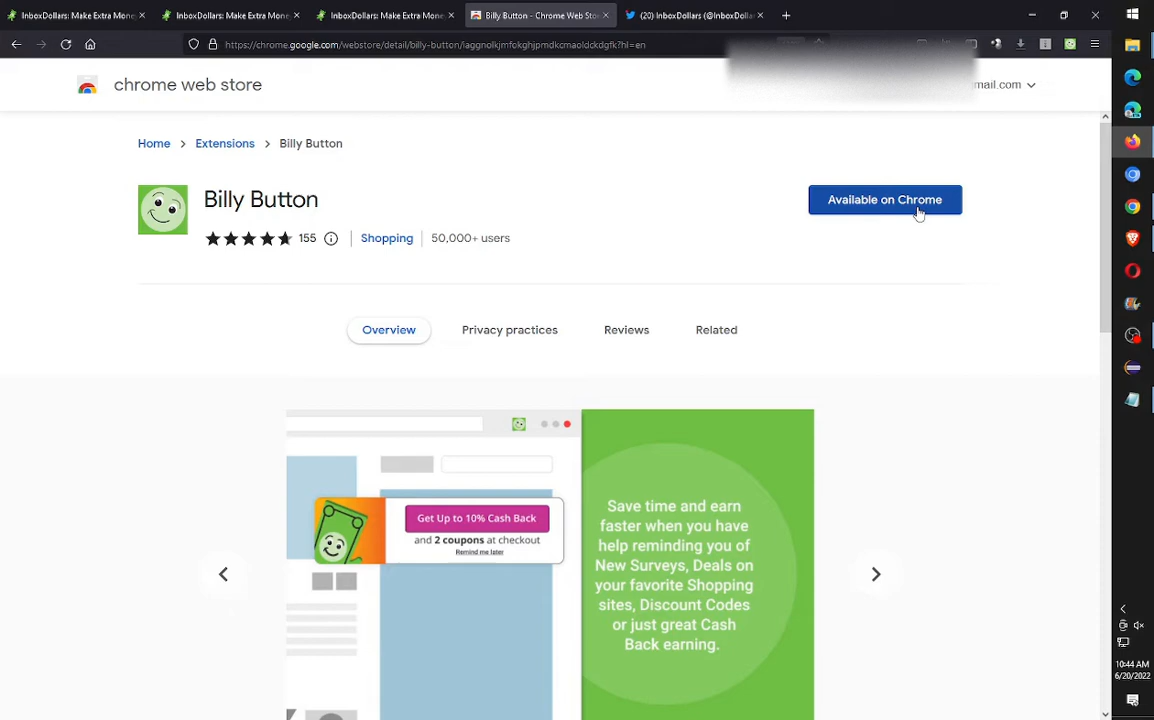 InboxDollars: Make Extra Mone
InboxDollars: Make Extra Mone
InboxDollars: Make Extra Mone
Billy Button - Chrome Web Stor
(20) InboxDollars (@InboxDollar
https://chrome.google.com/webstore/detail/billy-button/laggnolkjmfokghjpmdkcmaoldckdgfk?hl=en
chrome web store
gmail.com
Home > Extensions > Billy Button
Billy Button
Available on Chrome
155
Shopping
50,000+ users
Overview
Privacy practices
Reviews
Related
Get Up to 10% Cash Back
and 2 coupons at checkout
Remind me later
Save time and earn
faster when you have
help reminding you of
New Surveys, Deals on
your favorite Shopping
sites, Discount Codes
or just great Cash
Back earning.
10:44 AM
6/20/2022